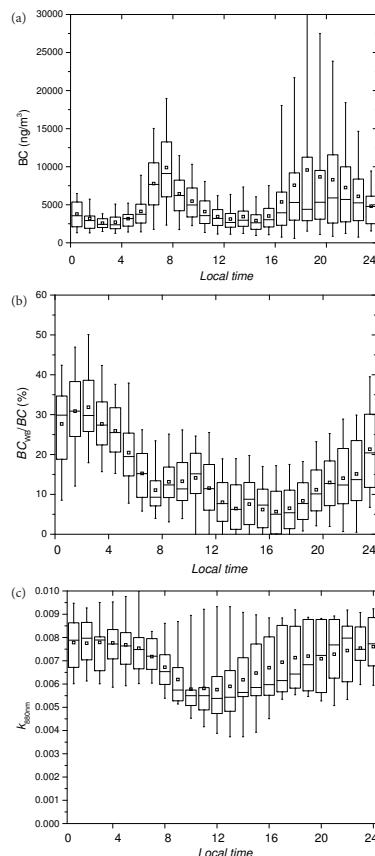 (a)
30000
25000
20000
15000
10000
5000
0
BC (ng/m³)
0 4 8 12 16 20 24
Local time
(b)
60
50
40
30
20
10
0
BC_WB/BC (%)
0 4 8 12 16 20 24
Local time
(c)
0.010
0.009
0.008
0.007
0.006
0.005
0.004
0.003
0.002
0.001
0.000
k_880nm
0 4 8 12 16 20 24
Local time